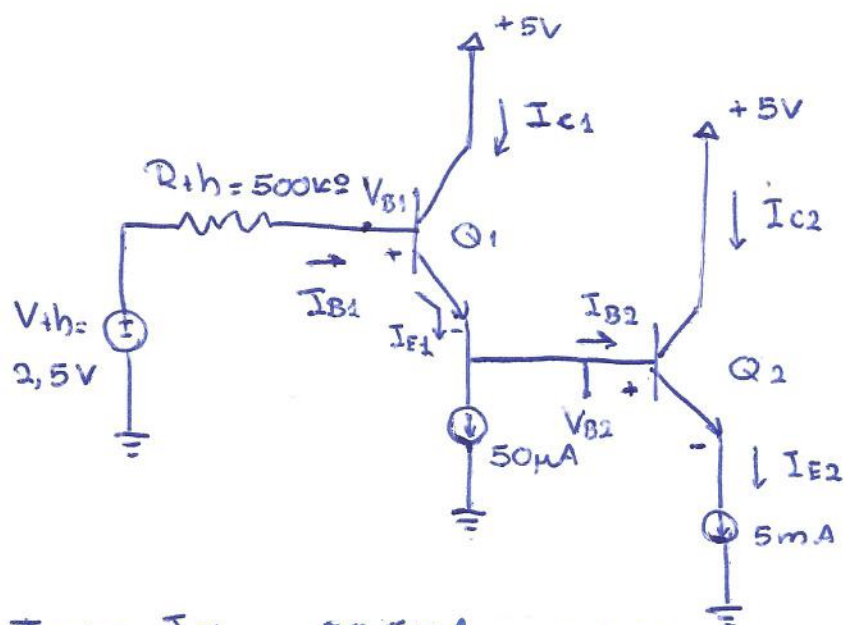 +5V
Ic1
+5V
Rth = 500kΩ
VB1
Q1
Ic2
+
IB1
Vth =
2,5V
IE1
-
IB2
Q2
+
VB2
50μA
-
IE2
5mA